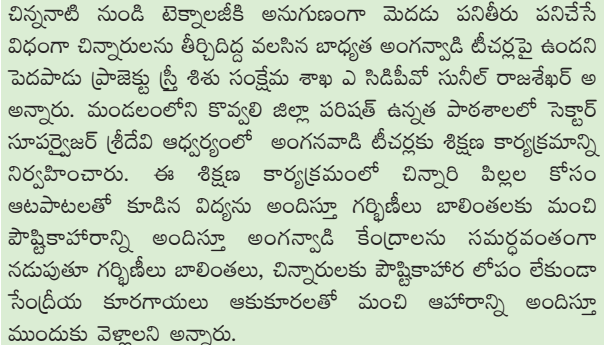 చిన్ననాటి నుండి టెక్నాలజీకి అనుగుణంగా మెదడు పనితీరు పనిచేసే
విధంగా చిన్నారులను తీర్చిదిద్ద వలసిన బాధ్యత అంగన్వాడి టీచర్లపై ఉందని
పెదపాడు ప్రాజెక్టు స్త్రీ శిశు సంక్షేమ శాఖ ఎ సిడిపీవో సునీల్ రాజశేఖర్ అ
అన్నారు. మండలంలోని కొవ్వలి జిల్లా పరిషత్ ఉన్నత పాఠశాలలో సెక్టార్
సూపర్వైజర్ శ్రీదేవి ఆధ్వర్యంలో అంగనవాడి టీచర్లకు శిక్షణ కార్యక్రమాన్ని
నిర్వహించారు. ఈ శిక్షణ కార్యక్రమంలో చిన్నారి పిల్లల కోసం
ఆటపాటలతో కూడిన విద్యను అందిస్తూ గర్భిణీలు బాలింతలకు మంచి
పౌష్టికాహారాన్ని అందిస్తూ అంగన్వాడి కేంద్రాలను సమర్ధవంతంగా
నడుపుతూ గర్భిణీలు బాలింతలు, చిన్నారులకు పౌష్టికాహార లోపం లేకుండా
సేంద్రీయ కూరగాయలు ఆకుకూరలతో మంచి ఆహారాన్ని అందిస్తూ
ముందుకు వెళ్లాలని అన్నారు.